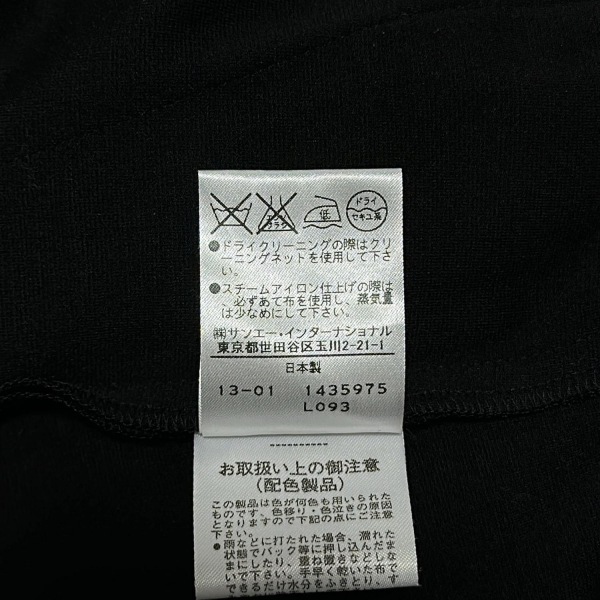 エンソ
サラシ
低
ドライ
セキユ系
●ドライクリーニングの際はクリ
ーニングネットを使用して下さ
い。
●スチームアイロン仕上げの際は
、必ずあて布を使用し、蒸気量
は少なめにして下さい。
㈱サンエー・インターナショナル
東京都世田谷区玉川2-21-1
日本製
13-01 1435975
L093
----------
お取扱い上の御注意
(配色製品)
この製品は色が何色も用いられた
ものです。色移り・色泣きの原因
となりますので下記の点にご注意
下さい。
●雨などに打たれた場合、濡れた
状態でバック等に押し込んだま
まにしたり、重ね置きなどしな
いで下さい。手早く乾いた布で
できるだけ水分をふきとり、す